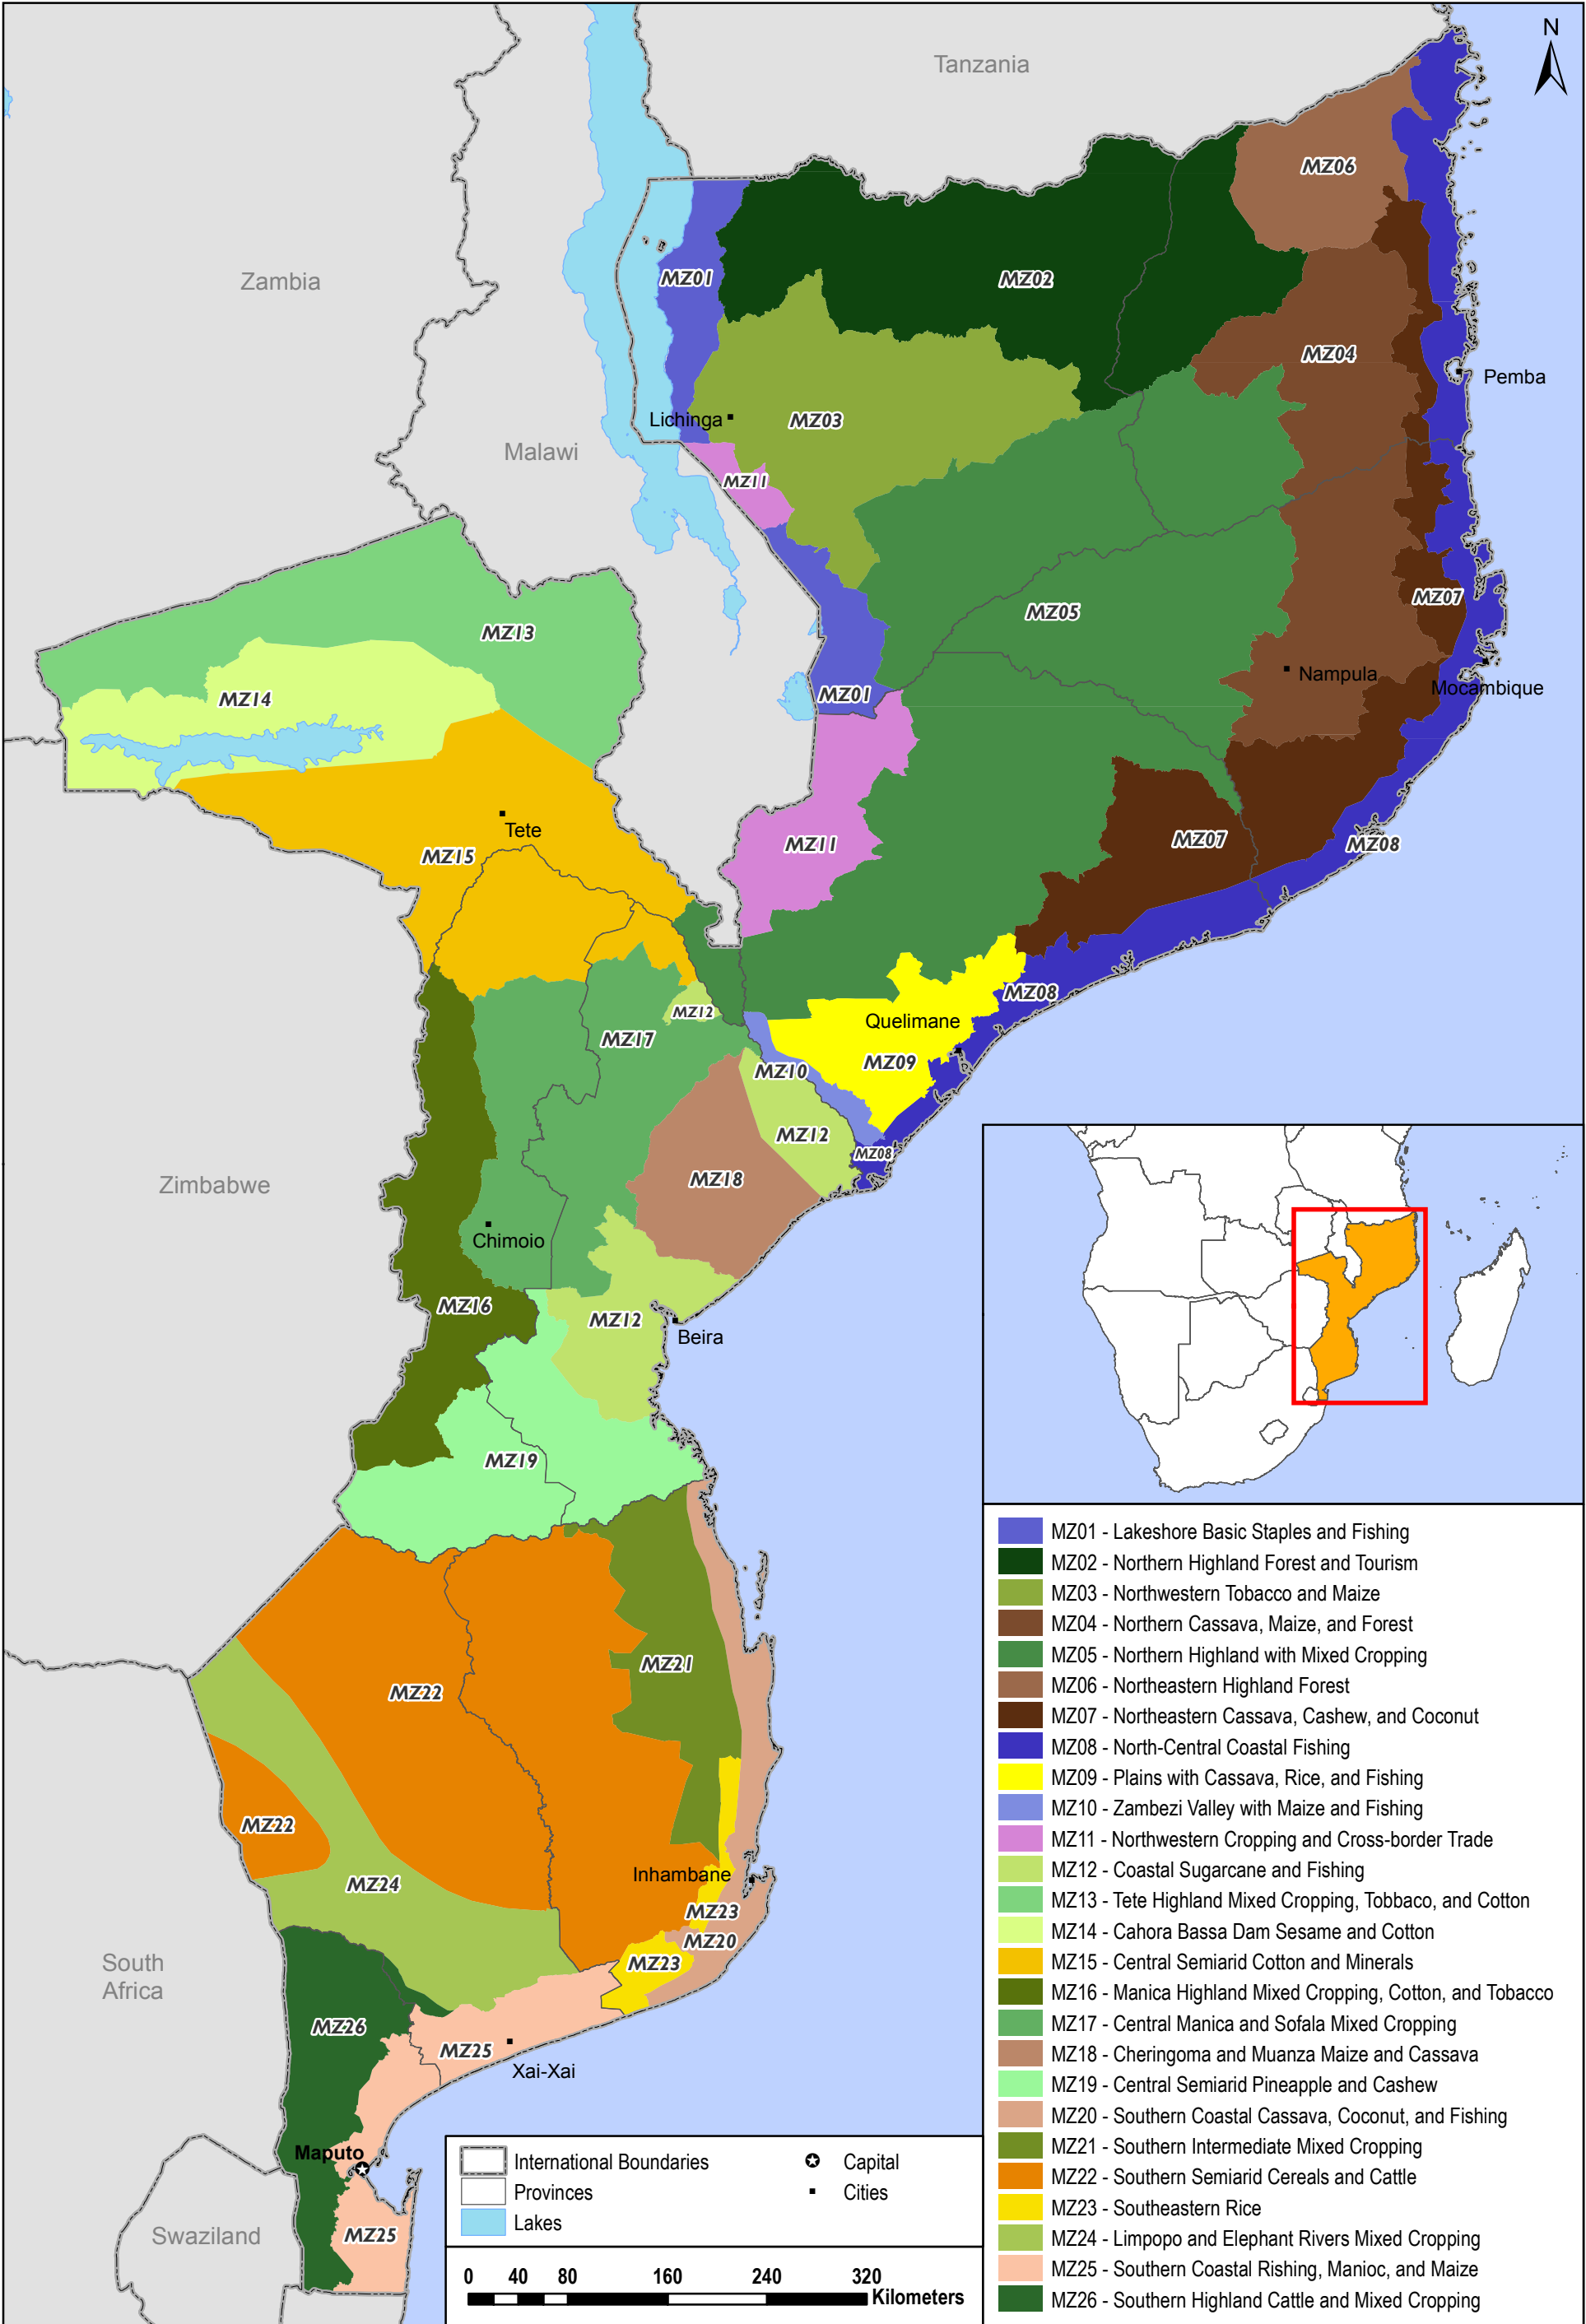 N
Tanzania
MZ06
Zambia
MZ01
MZ02
MZ04
Pemba
Lichinga
MZ03
Malawi
MZ11
MZ07
MZ05
MZ13
Nampula
Mocambique
MZ14
MZ01
Tete
MZ15
MZ11
MZ07
MZ08
MZ08
MZ12
Quelimane
MZ17
MZ09
MZ10
MZ12
MZ08
Zimbabwe
MZ18
Chimoio
MZ16
MZ12
Beira
MZ19
MZ21
MZ22
MZ22
Inhambane
MZ24
MZ23
MZ20
MZ23
South
Africa
MZ26
MZ25
Xai-Xai
Maputo
Swaziland
MZ25
International Boundaries
Provinces
Lakes
Capital
Cities
0 40 80 160 240 320
Kilometers
MZ01 - Lakeshore Basic Staples and Fishing
MZ02 - Northern Highland Forest and Tourism
MZ03 - Northwestern Tobacco and Maize
MZ04 - Northern Cassava, Maize, and Forest
MZ05 - Northern Highland with Mixed Cropping
MZ06 - Northeastern Highland Forest
MZ07 - Northeastern Cassava, Cashew, and Coconut
MZ08 - North-Central Coastal Fishing
MZ09 - Plains with Cassava, Rice, and Fishing
MZ10 - Zambezi Valley with Maize and Fishing
MZ11 - Northwestern Cropping and Cross-border Trade
MZ12 - Coastal Sugarcane and Fishing
MZ13 - Tete Highland Mixed Cropping, Tobbaco, and Cotton
MZ14 - Cahora Bassa Dam Sesame and Cotton
MZ15 - Central Semiarid Cotton and Minerals
MZ16 - Manica Highland Mixed Cropping, Cotton, and Tobacco
MZ17 - Central Manica and Sofala Mixed Cropping
MZ18 - Cheringoma and Muanza Maize and Cassava
MZ19 - Central Semiarid Pineapple and Cashew
MZ20 - Southern Coastal Cassava, Coconut, and Fishing
MZ21 - Southern Intermediate Mixed Cropping
MZ22 - Southern Semiarid Cereals and Cattle
MZ23 - Southeastern Rice
MZ24 - Limpopo and Elephant Rivers Mixed Cropping
MZ25 - Southern Coastal Rishing, Manioc, and Maize
MZ26 - Southern Highland Cattle and Mixed Cropping